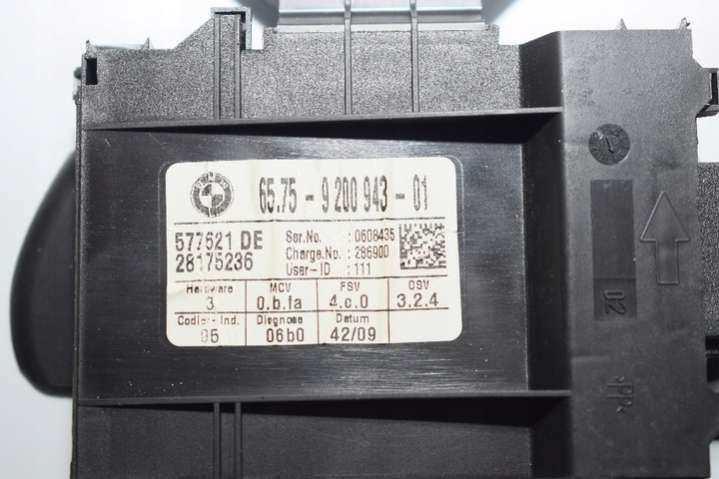 65.75 - 9 200 943 - 01
577521 DE
28175236
Ser.No. : 0608435
Charge.No. : 286900
User-ID : 111
Hardware MCV FSV OSV
3 0.b.1a 4.c.0 3.2.4
Codier-Ind. Diagnose Datum
05 06b0 42/09
02